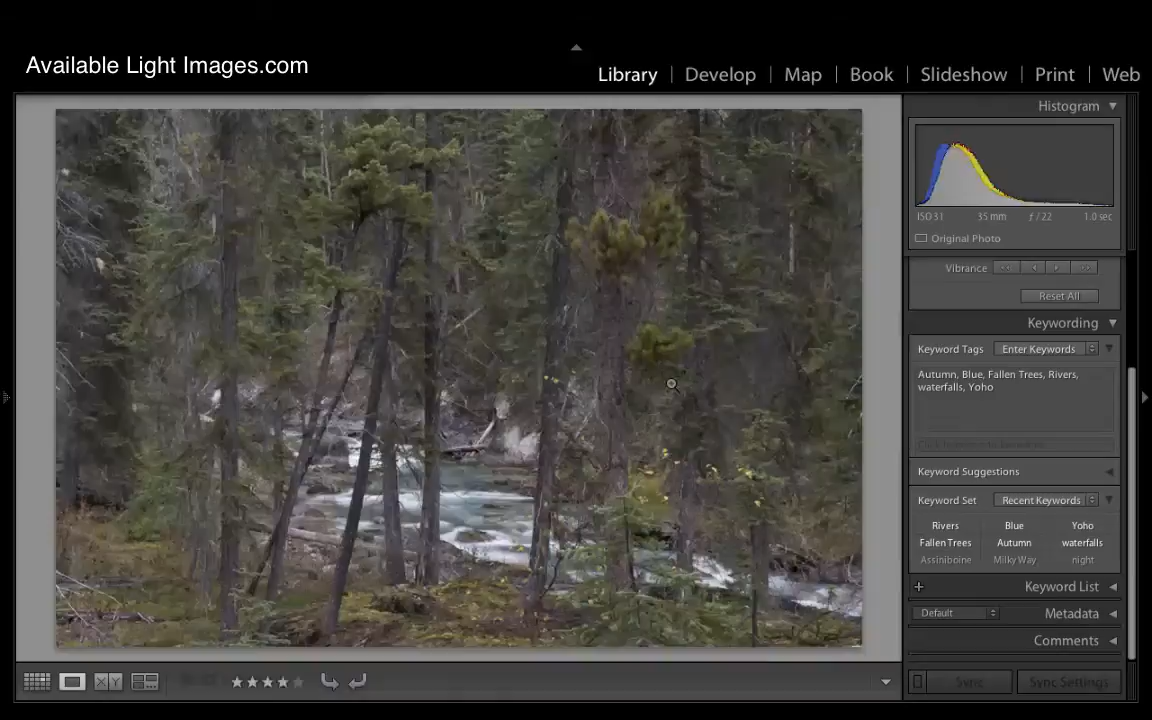 Available Light Images.com
Library | Develop | Map | Book | Slideshow | Print | Web
Histogram
ISO 31 35 mm ƒ / 22 1.0 sec
Original Photo
Vibrance
Reset All
Keywording
Keyword Tags Enter Keywords
Autumn, Blue, Fallen Trees, Rivers,
waterfalls, Yoho
Keyword Suggestions
Keyword Set Recent Keywords
Rivers Blue Yoho
Fallen Trees Autumn waterfalls
Assiniboine Milky Way night
Keyword List
Default Metadata
Comments
XY
Sync Sync Settings